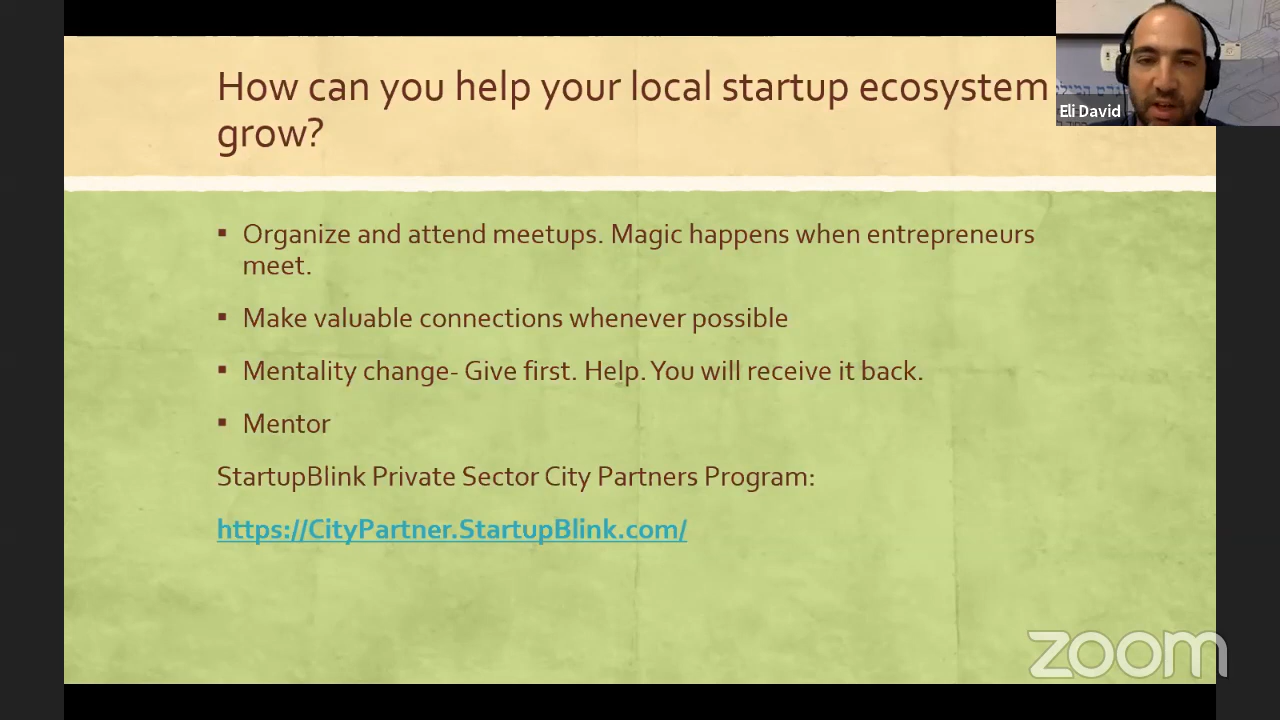 How can you help your local startup ecosystem
grow?
Eli David
▪ Organize and attend meetups. Magic happens when entrepreneurs
meet.
▪ Make valuable connections whenever possible
▪ Mentality change- Give first. Help. You will receive it back.
▪ Mentor
StartupBlink Private Sector City Partners Program:
https://CityPartner.StartupBlink.com/
zoom